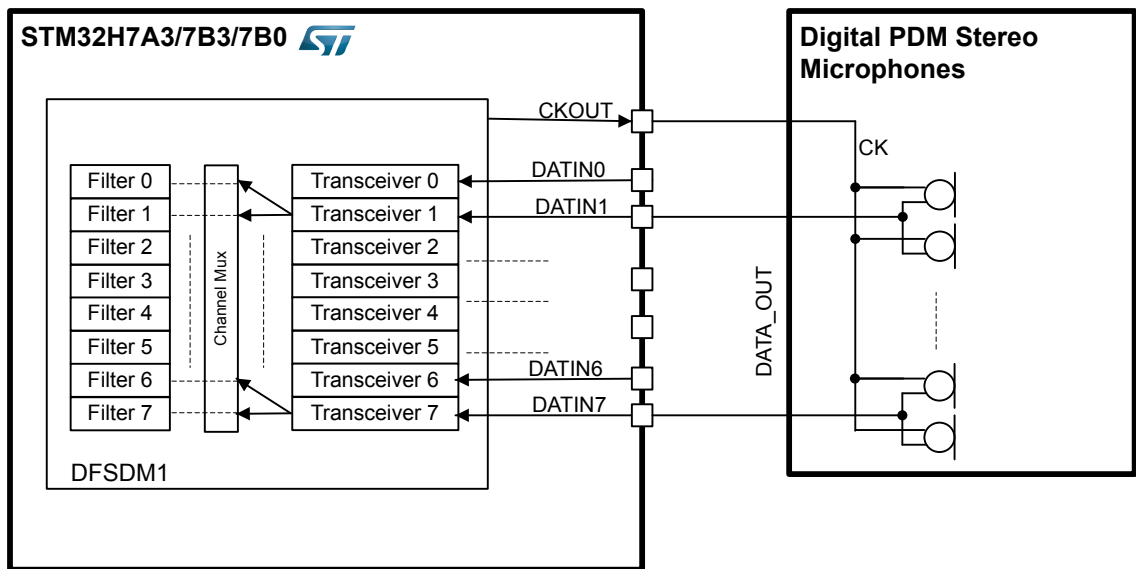 STM32H7A3/7B3/7B0
ST
Digital PDM Stereo
Microphones
CKOUT
CK
DATIN0
DATIN1
Filter 0
Filter 1
Filter 2
Filter 3
Filter 4
Filter 5
Filter 6
Filter 7
Channel Mux
Transceiver 0
Transceiver 1
Transceiver 2
Transceiver 3
Transceiver 4
Transceiver 5
Transceiver 6
Transceiver 7
DATIN6
DATIN7
DATA_OUT
DFSDM1